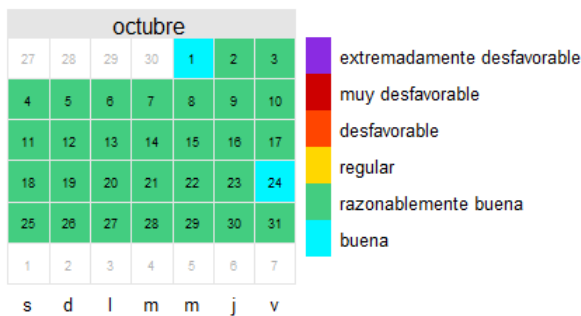 octubre
27 28 29 30 1 2 3
4 5 6 7 8 9 10
11 12 13 14 15 16 17
18 19 20 21 22 23 24
25 26 27 28 29 30 31
1 2 3 4 5 6 7
s d l m m j v
extremadamente desfavorable
muy desfavorable
desfavorable
regular
razonablemente buena
buena